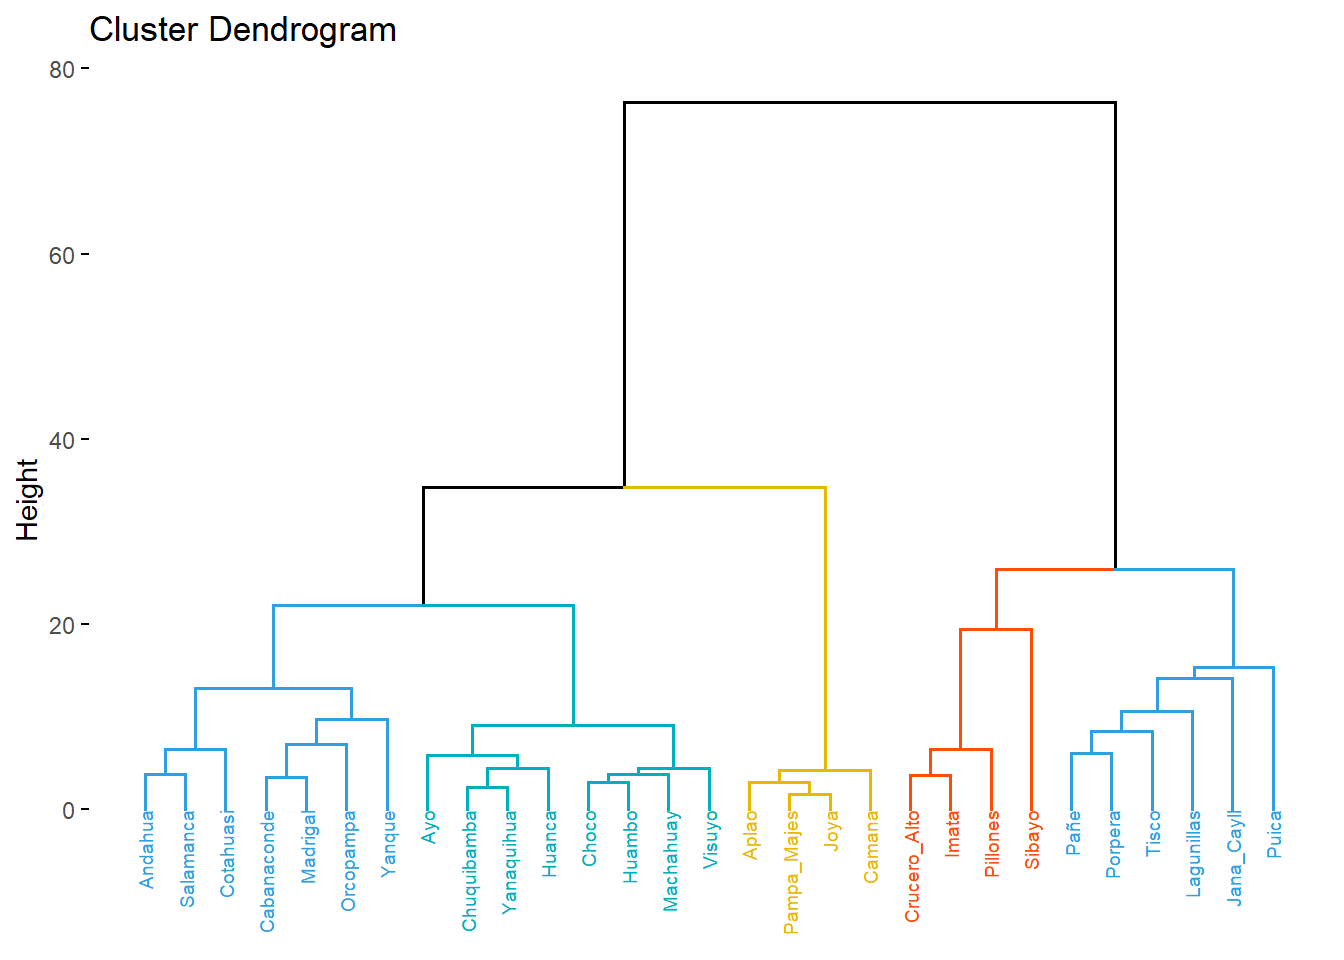 Cluster Dendrogram
80
60
40
20
0
Height
Andahua
Salamanca
Cotahuasi
Cabanaconde
Madrigal
Orcopampa
Yanque
Ayo
Chuquibamba
Yanaquihua
Huanca
Choco
Huambo
Machahuay
Visuyo
Aplao
Pampa_Majes
Joya
Camana
Crucero_Alto
Imata
Pillones
Sibayo
Pañe
Porpera
Tisco
Lagunillas
Jana_Cayll
Puica